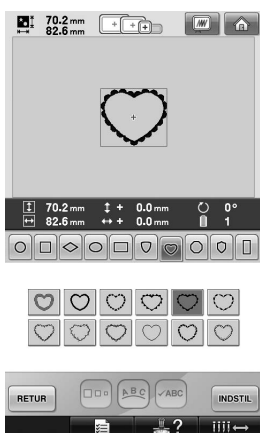 70.2 mm
82.6 mm
70.2 mm + 0.0 mm 0°
82.6 mm + 0.0 mm 1
ABC ✓ABC
RETUR INDSTIL
?